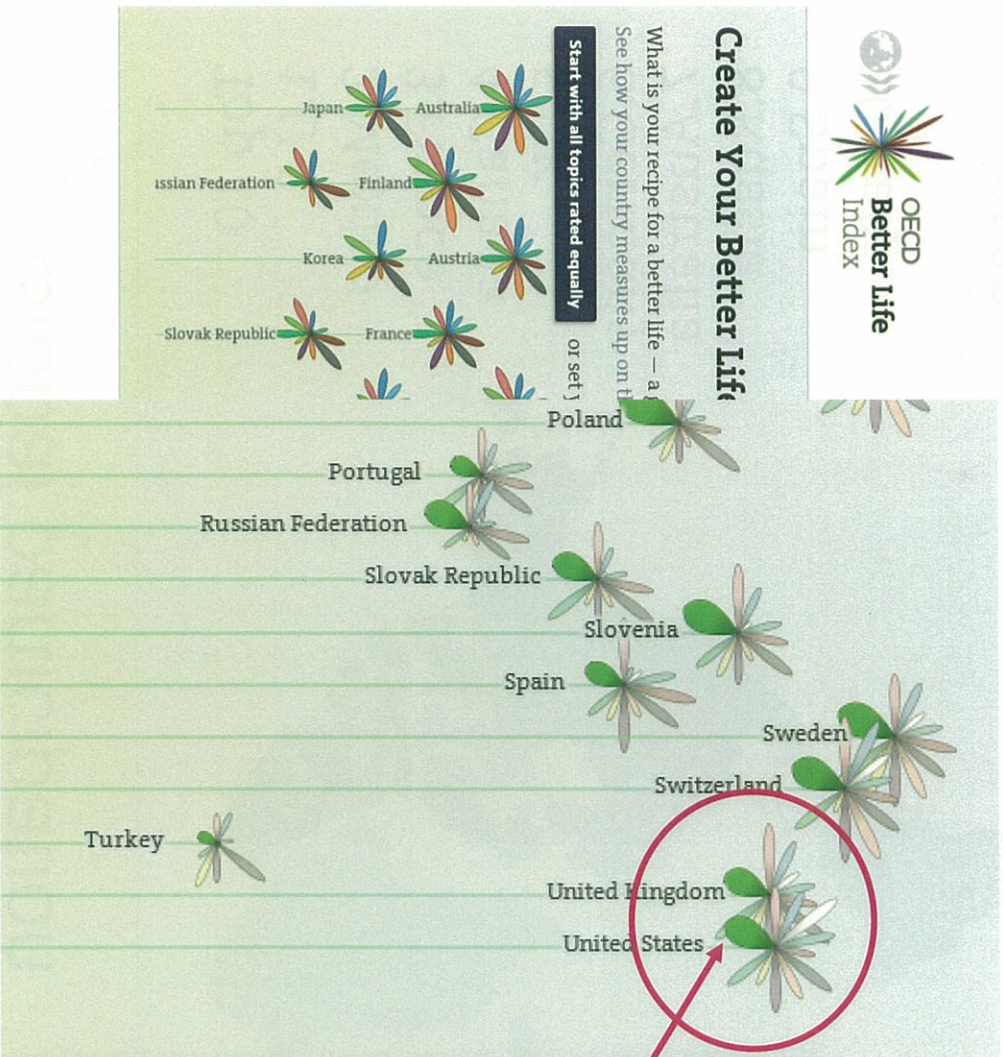 OECD
Better Life
Index
Create Your Better Life
What is your recipe for a better life — a
See how your country measures up on
Start with all topics rated equally
or set
Australia
Japan
Finland
ssian Federation
Austria
Korea
France
Slovak Republic
Poland
Portugal
Russian Federation
Slovak Republic
Slovenia
Spain
Sweden
Switzerland
Turkey
United Kingdom
United States